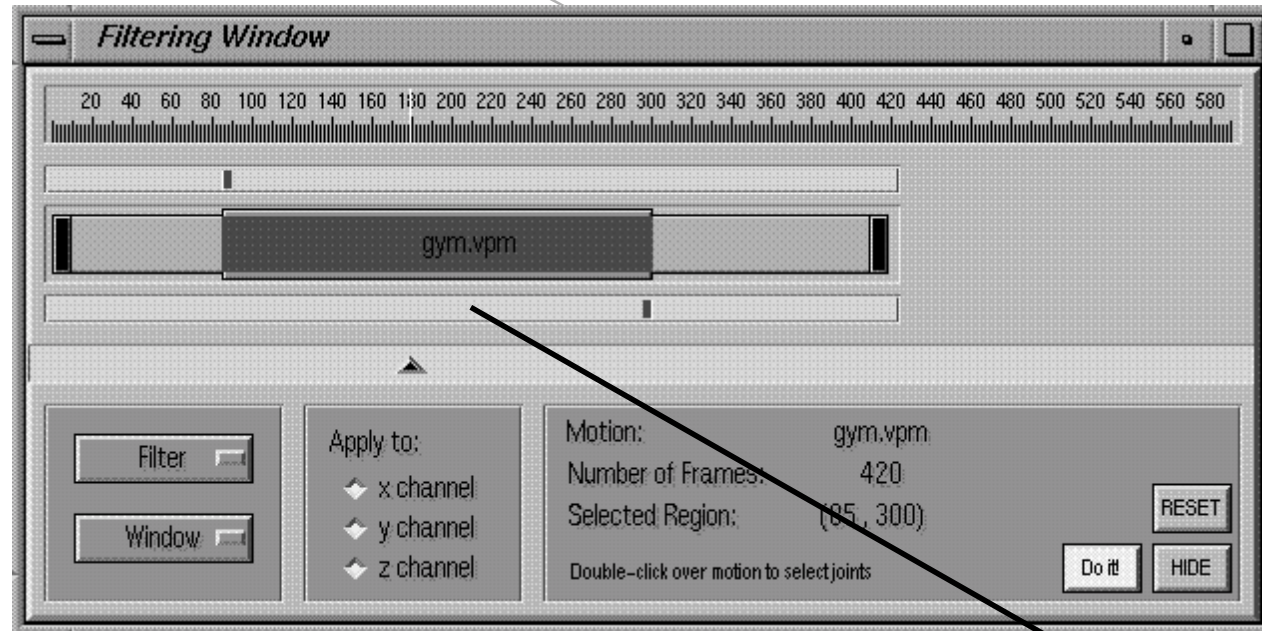 Filtering Window
20 40 60 80 100 120 140 160 180 200 220 240 260 280 300 320 340 360 380 400 420 440 460 480 500 520 540 560 580
gym.vpm
Filter
Window
Apply to:
x channel
y channel
z channel
Motion: gym.vpm
Number of Frames: 420
Selected Region: (85 , 300)
Double-click over motion to select joints
RESET
Do it!
HIDE